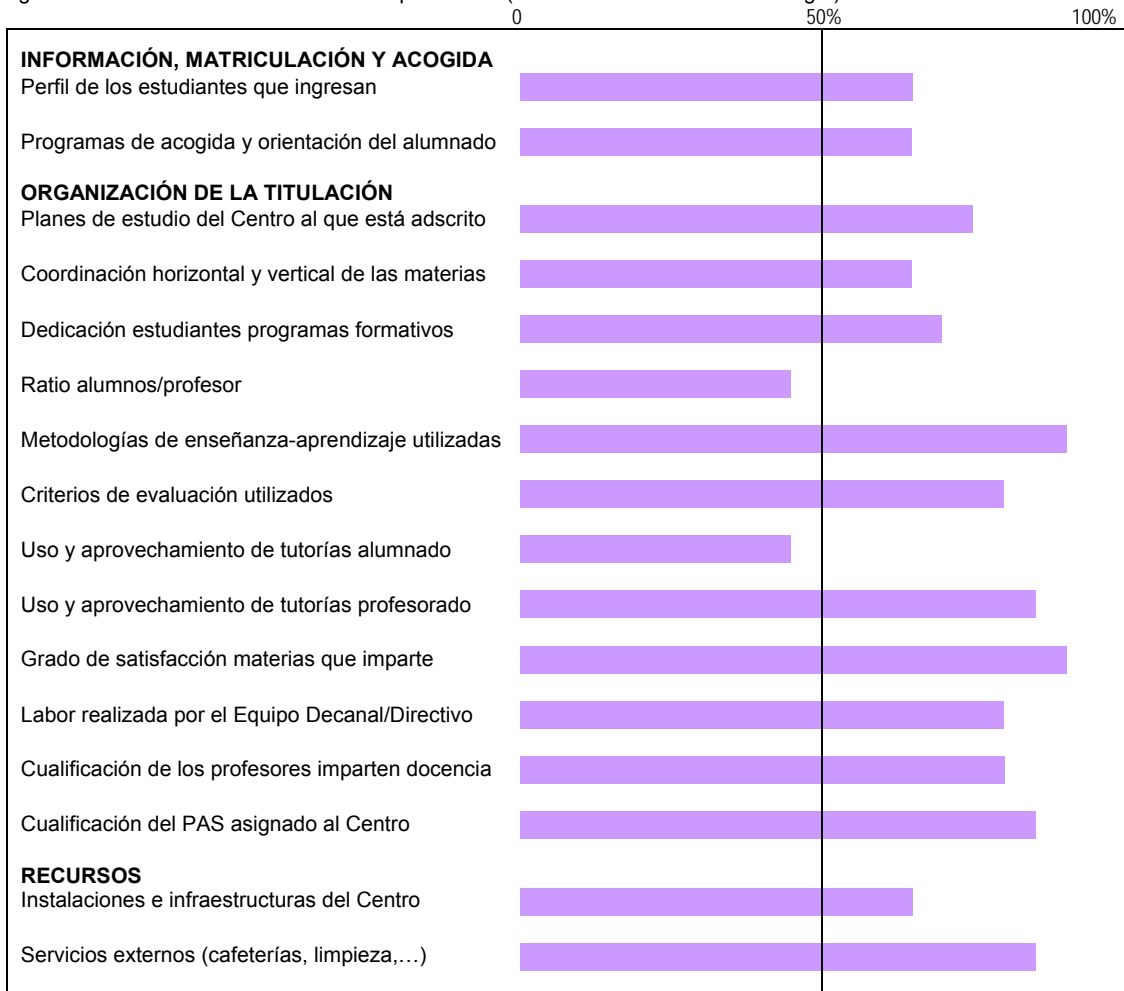 0 50% 100%
INFORMACIÓN, MATRICULACIÓN Y ACOGIDA
Perfil de los estudiantes que ingresan
Programas de acogida y orientación del alumnado
ORGANIZACIÓN DE LA TITULACIÓN
Planes de estudio del Centro al que está adscrito
Coordinación horizontal y vertical de las materias
Dedicación estudiantes programas formativos
Ratio alumnos/profesor
Metodologías de enseñanza-aprendizaje utilizadas
Criterios de evaluación utilizados
Uso y aprovechamiento de tutorías alumnado
Uso y aprovechamiento de tutorías profesorado
Grado de satisfacción materias que imparte
Labor realizada por el Equipo Decanal/Directivo
Cualificación de los profesores imparten docencia
Cualificación del PAS asignado al Centro
RECURSOS
Instalaciones e infraestructuras del Centro
Servicios externos (cafeterías, limpieza,…)